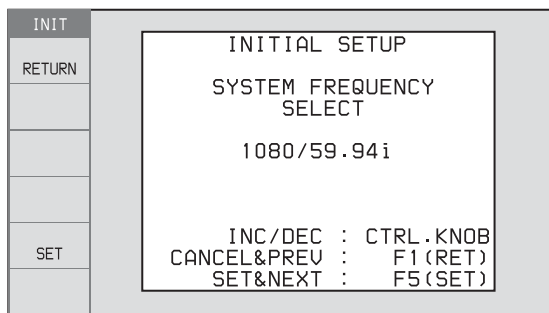 INIT
RETURN
SET
INITIAL SETUP
SYSTEM FREQUENCY
SELECT
1080/59.94i
INC/DEC : CTRL.KNOB
CANCEL&PREV : F1(RET)
SET&NEXT : F5(SET)